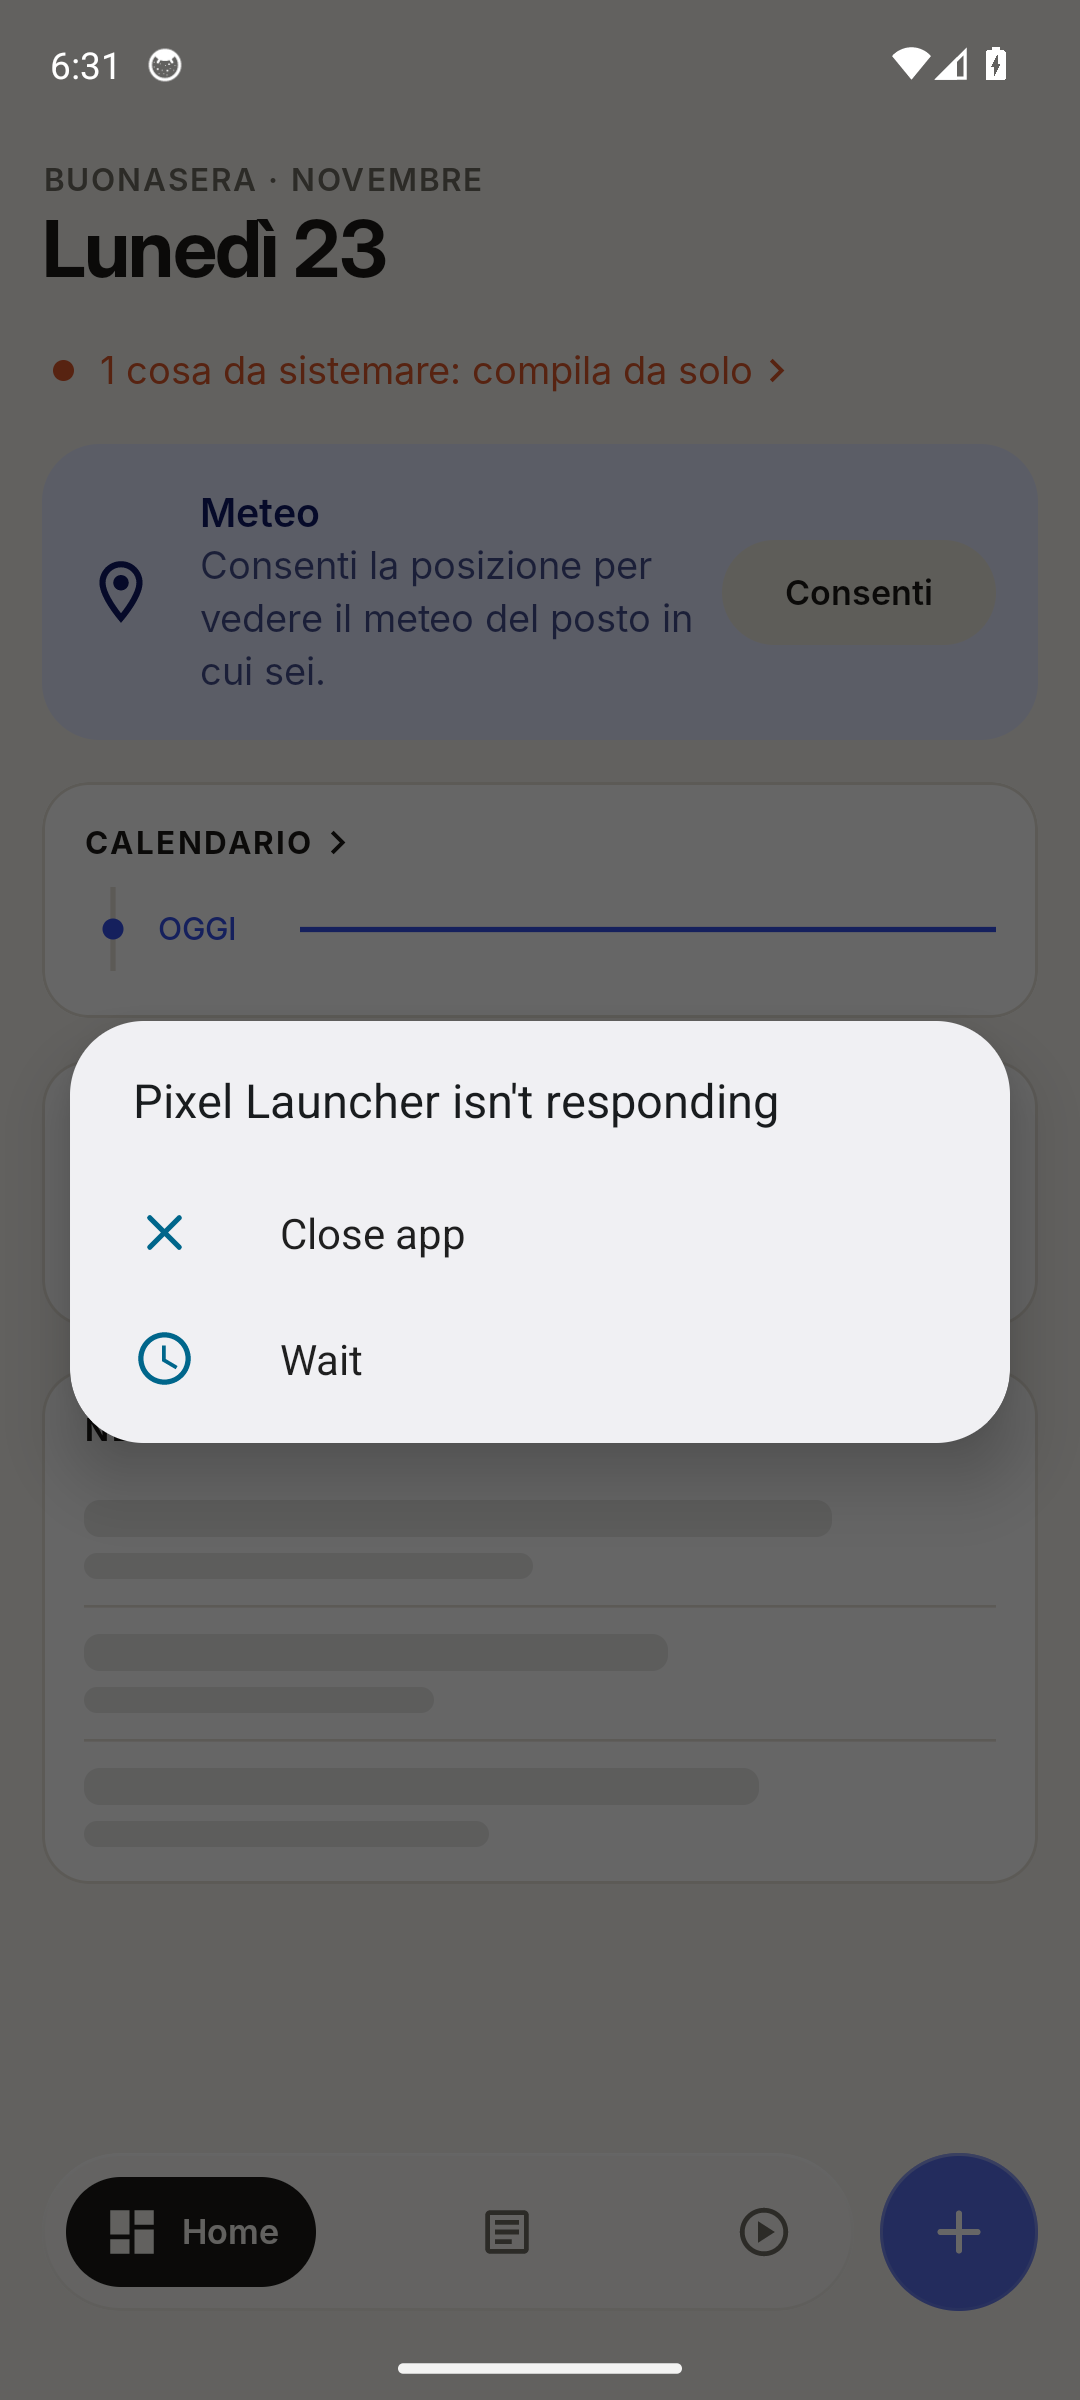 6:31
BUONASERA · NOVEMBRE
Lunedì 23
1 cosa da sistemare: compila da solo
Meteo
Consenti la posizione per
vedere il meteo del posto in
cui sei.
Consenti
CALENDARIO
OGGI
Pixel Launcher isn't responding
Close app
Wait
Home